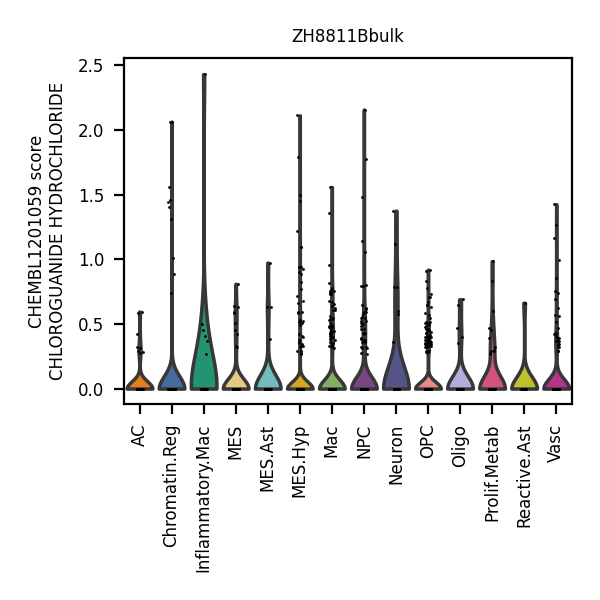 ZH8811Bbulk
CHEMBL1201059 score
CHLOROGUANIDE HYDROCHLORIDE
2.5
2.0
1.5
1.0
0.5
0.0
AC
Chromatin.Reg
Inflammatory.Mac
MES
MES.Ast
MES.Hyp
Mac
NPC
Neuron
OPC
Oligo
Prolif.Metab
Reactive.Ast
Vasc